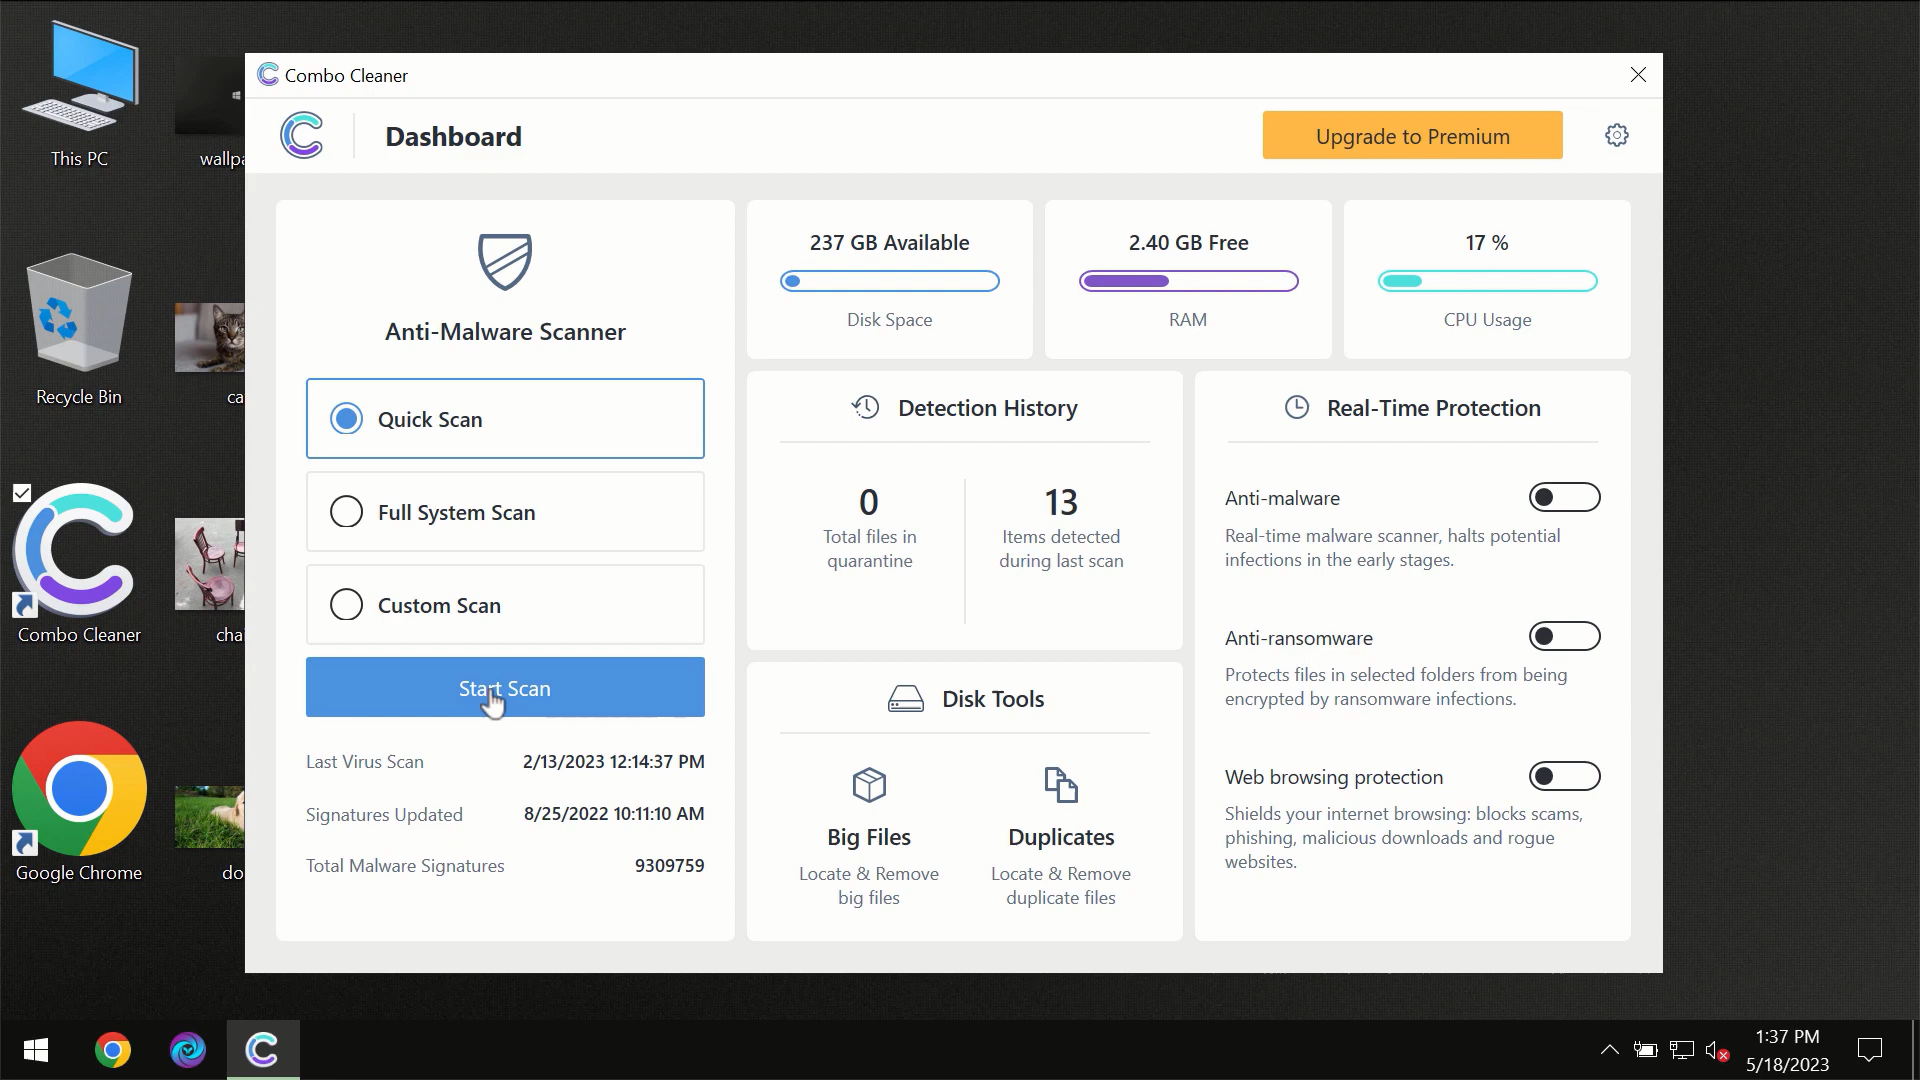 Combo Cleaner
Dashboard
Upgrade to Premium
Anti-Malware Scanner
Quick Scan
Full System Scan
Custom Scan
Start Scan
Last Virus Scan 2/13/2023 12:14:37 PM
Signatures Updated 8/25/2022 10:11:10 AM
Total Malware Signatures 9309759
237 GB Available
Disk Space
2.40 GB Free
RAM
17 %
CPU Usage
Detection History
0
Total files in
quarantine
13
Items detected
during last scan
Disk Tools
Big Files
Locate & Remove
big files
Duplicates
Locate & Remove
duplicate files
Real-Time Protection
Anti-malware
Real-time malware scanner, halts potential
infections in the early stages.
Anti-ransomware
Protects files in selected folders from being
encrypted by ransomware infections.
Web browsing protection
Shields your internet browsing: blocks scams,
phishing, malicious downloads and rogue
websites.
This PC
wallpa
Recycle Bin
ca
Combo Cleaner
chai
Google Chrome
do
1:37 PM
5/18/2023